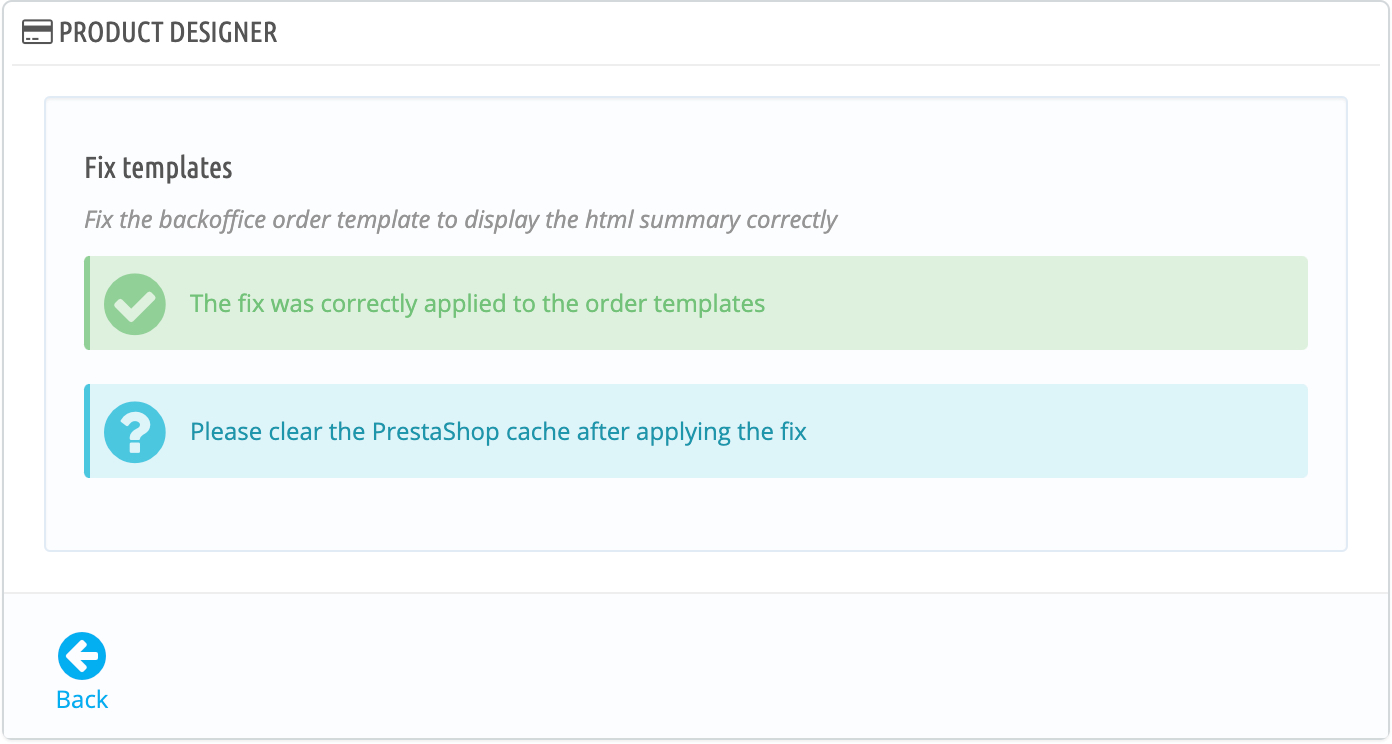 PRODUCT DESIGNER
Fix templates
Fix the backoffice order template to display the html summary correctly
The fix was correctly applied to the order templates
Please clear the PrestaShop cache after applying the fix
Back